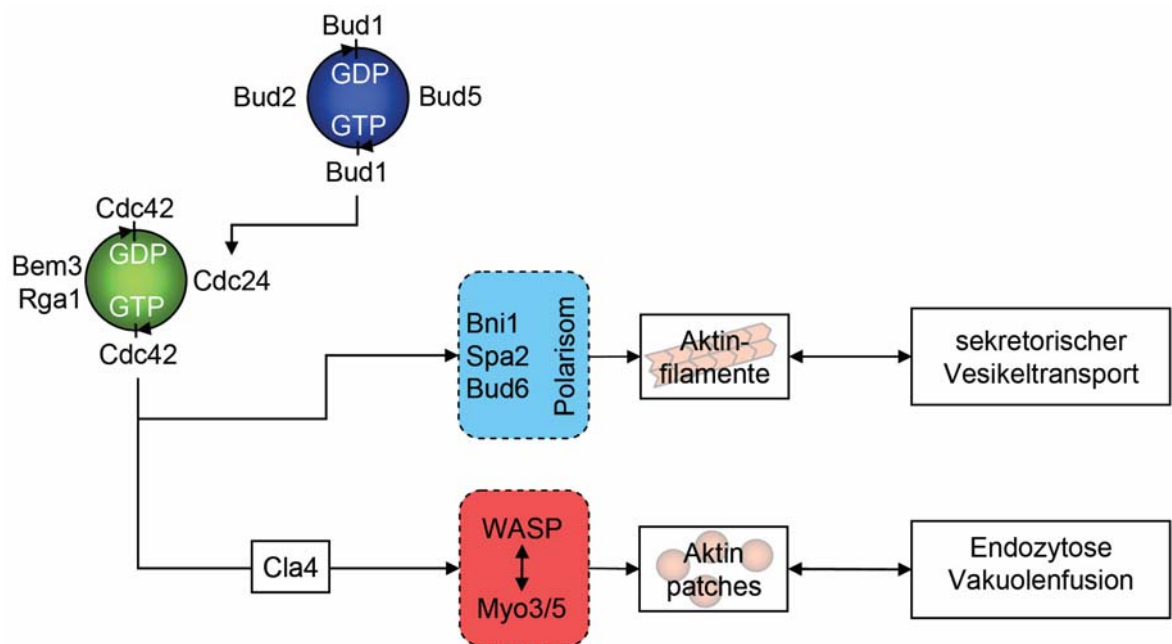 Bud1
GDP
Bud2
Bud5
GTP
Bud1
Cdc42
GDP
Bem3
Rga1
Cdc24
GTP
Cdc42
Bni1
Spa2
Bud6
Polarisom
Aktin-
filamente
sekretorischer
Vesikeltransport
Cla4
WASP
Myo3/5
Aktin
patches
Endozytose
Vakuolenfusion